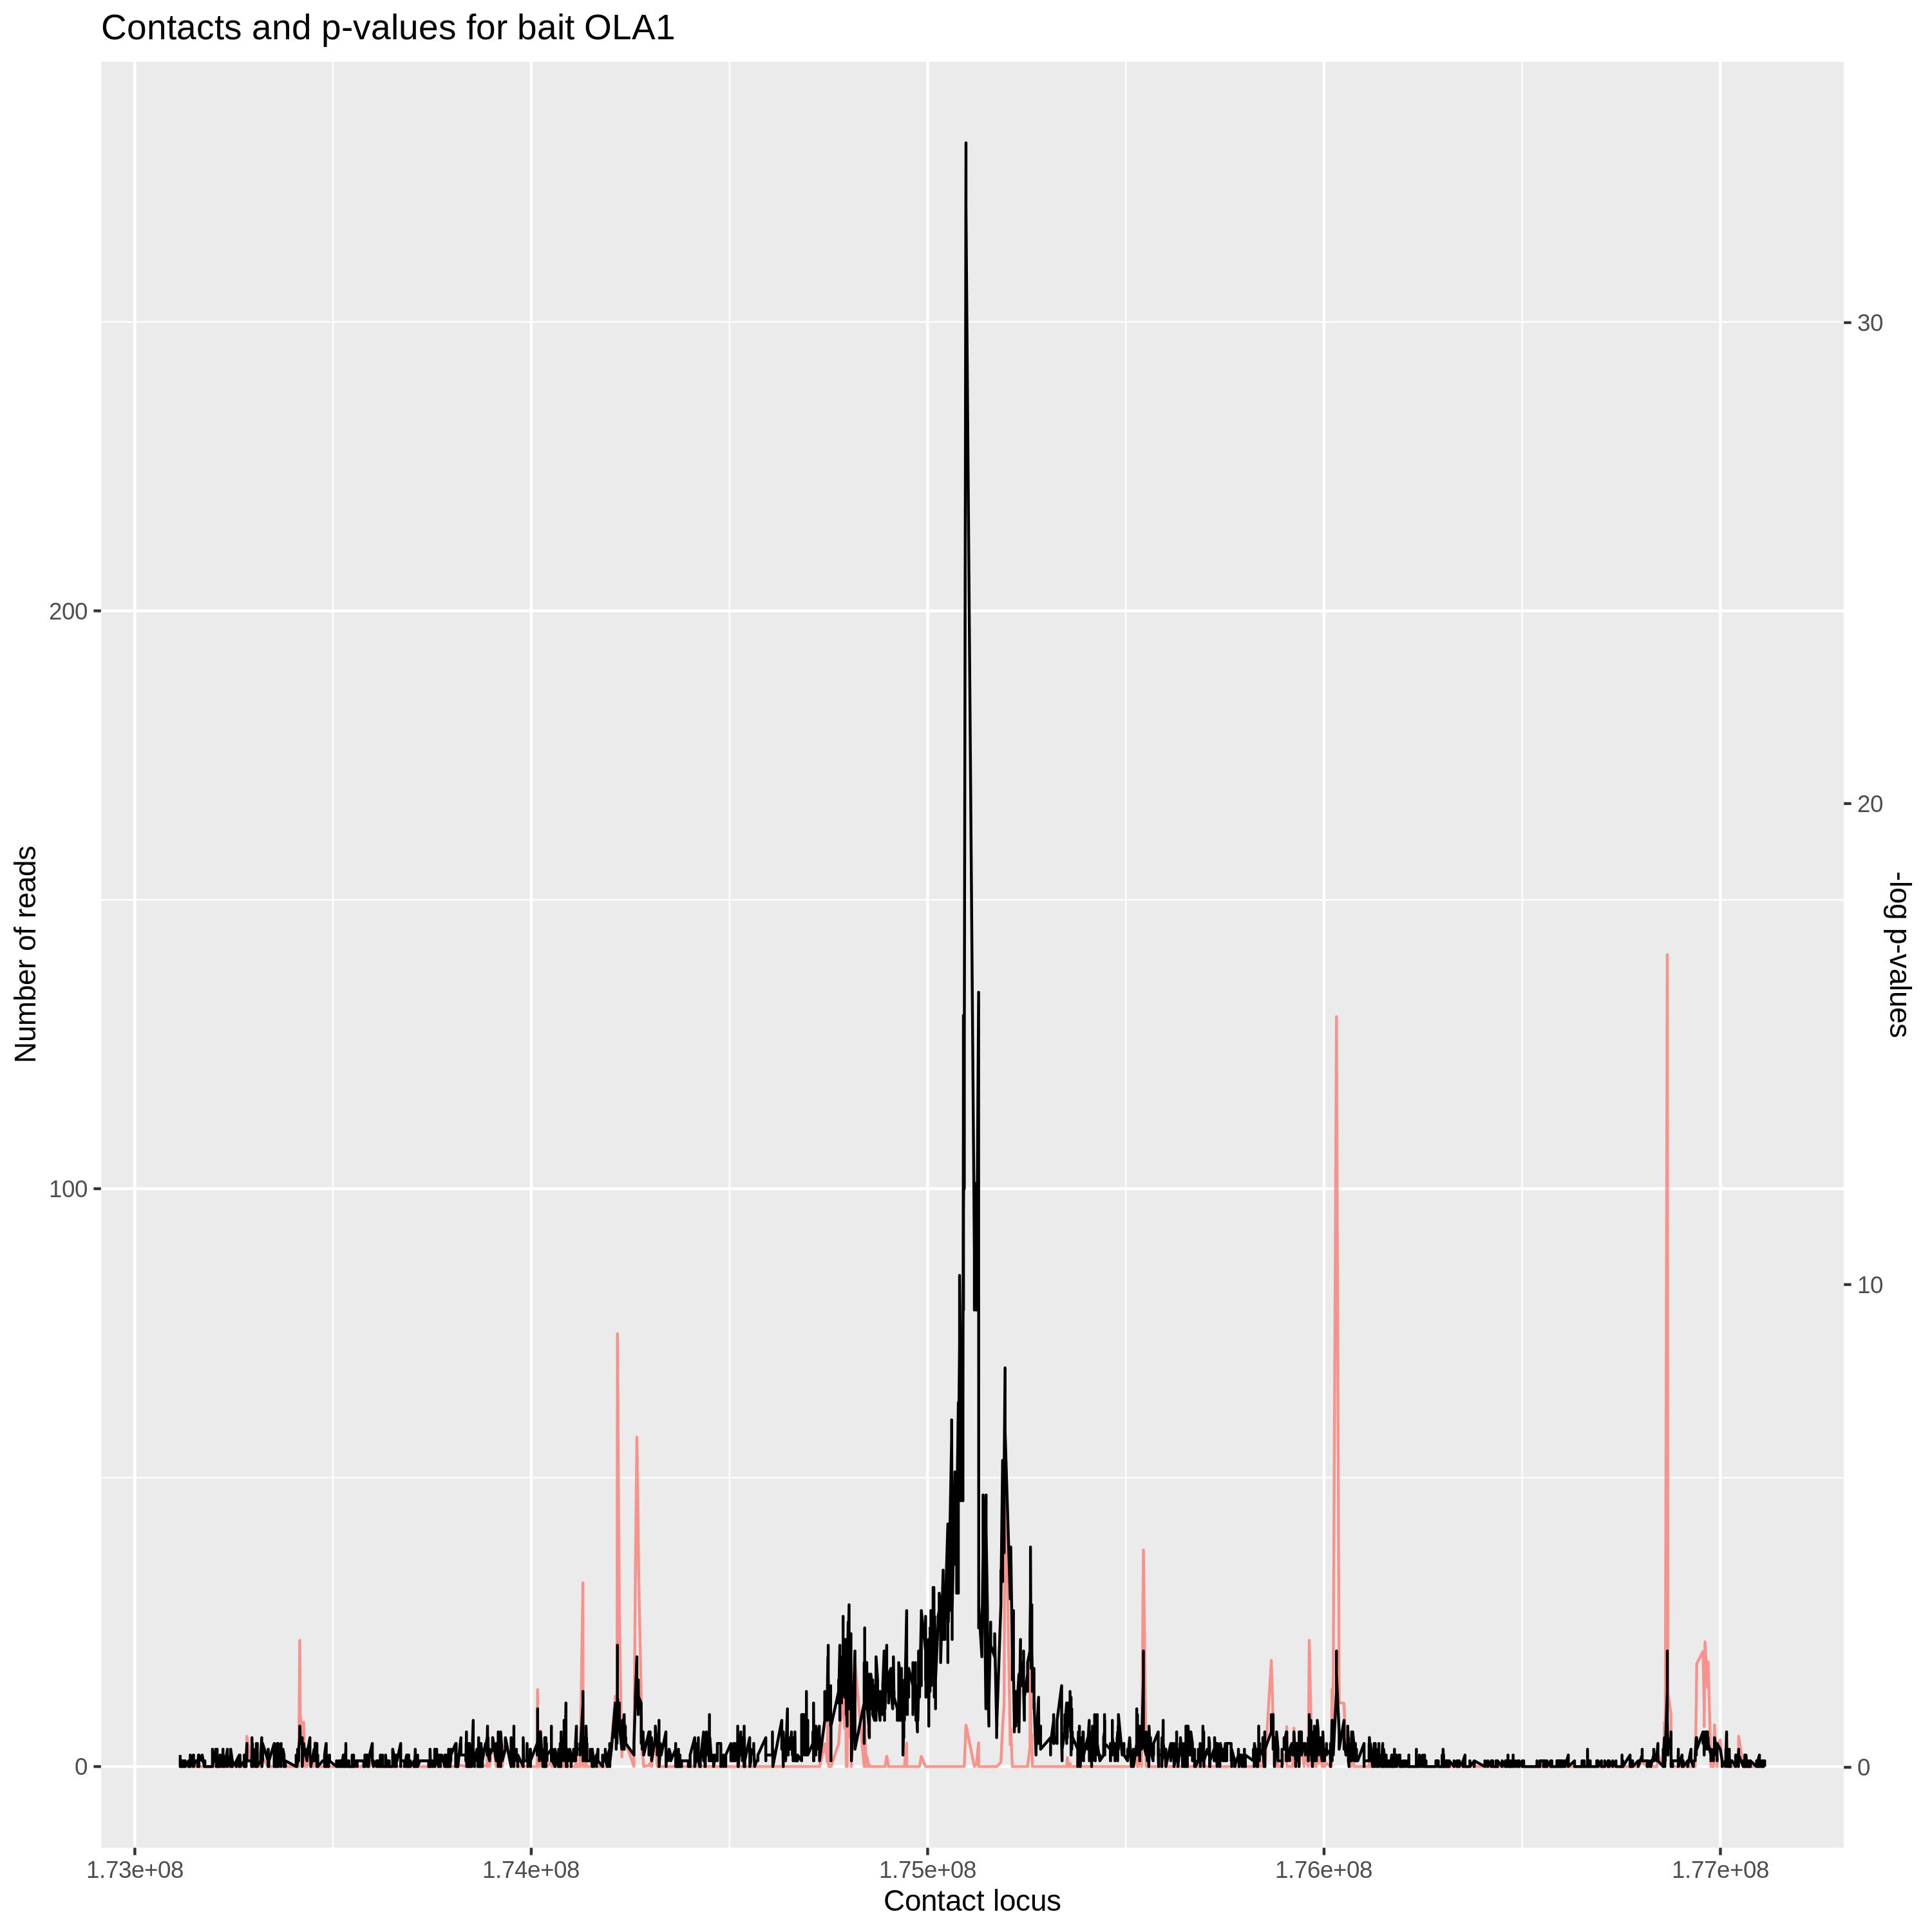 Contacts and p-values for bait OLA1
Number of reads
200
100
0
30
20
10
0
-log p-values
1.73e+08 1.74e+08 1.75e+08 1.76e+08 1.77e+08
Contact locus